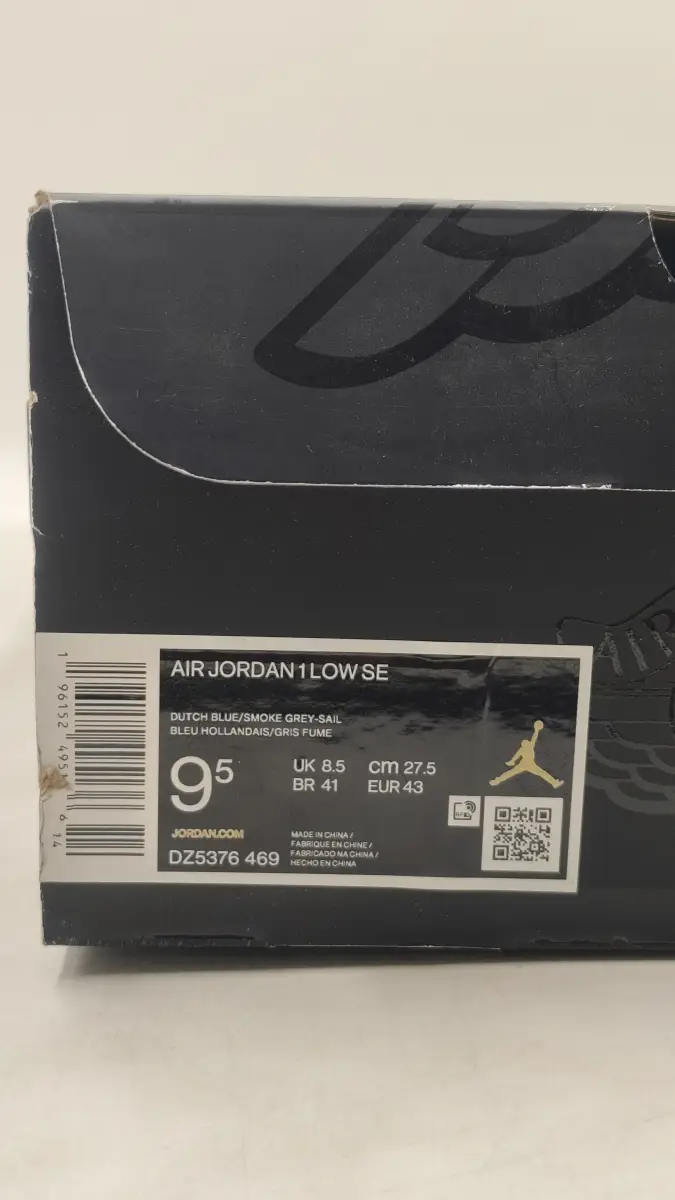 AIR JORDAN 1 LOW SE
DUTCH BLUE/SMOKE GREY-SAIL
BLEU HOLLANDAIS/GRIS FUME
9 5
UK 8.5 cm 27.5
BR 41 EUR 43
JORDAN.COM
DZ5376 469
MADE IN CHINA /
FABRIQUE EN CHINE /
FABRICADO NA CHINA /
HECHO EN CHINA
AIR